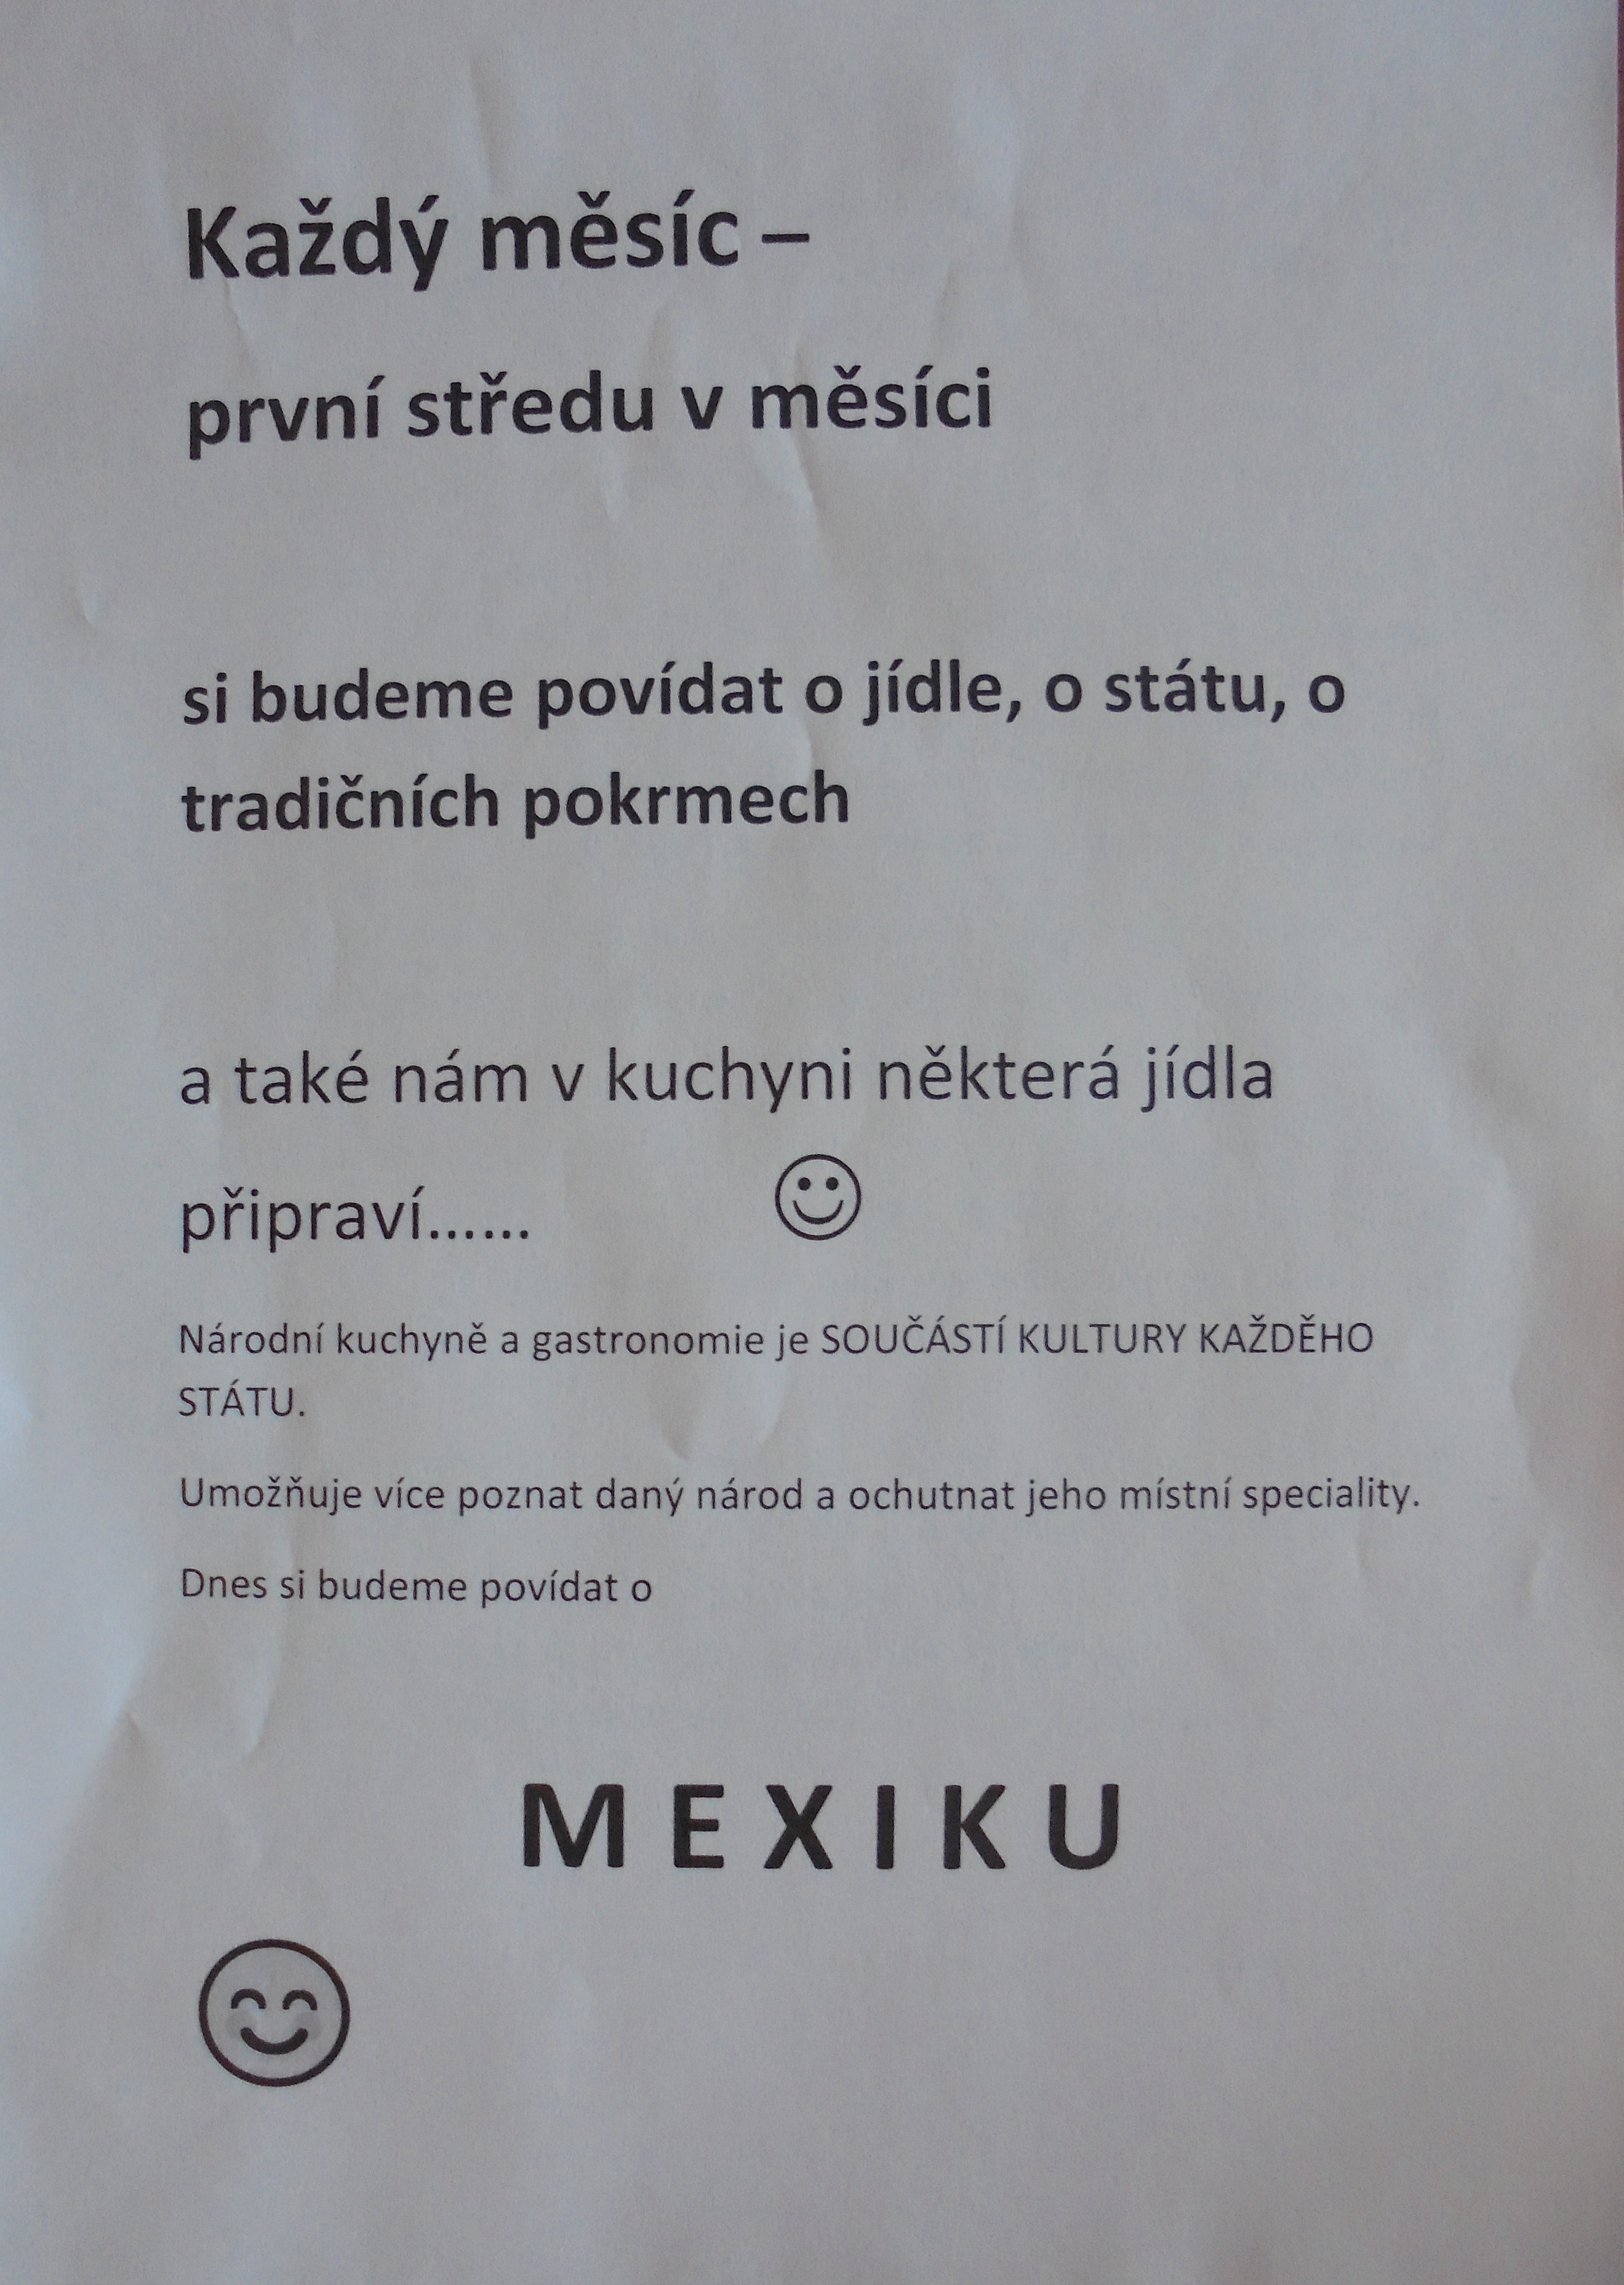 Každý měsíc –
první středu v měsíci
si budeme povídat o jídle, o státu, o
tradičních pokrmech
a také nám v kuchyni některá jídla
připraví……
Národní kuchyně a gastronomie je SOUČÁSTÍ KULTURY KAŽDĚHO
STÁTU.
Umožňuje více poznat daný národ a ochutnat jeho místní speciality.
Dnes si budeme povídat o
M E X I K U